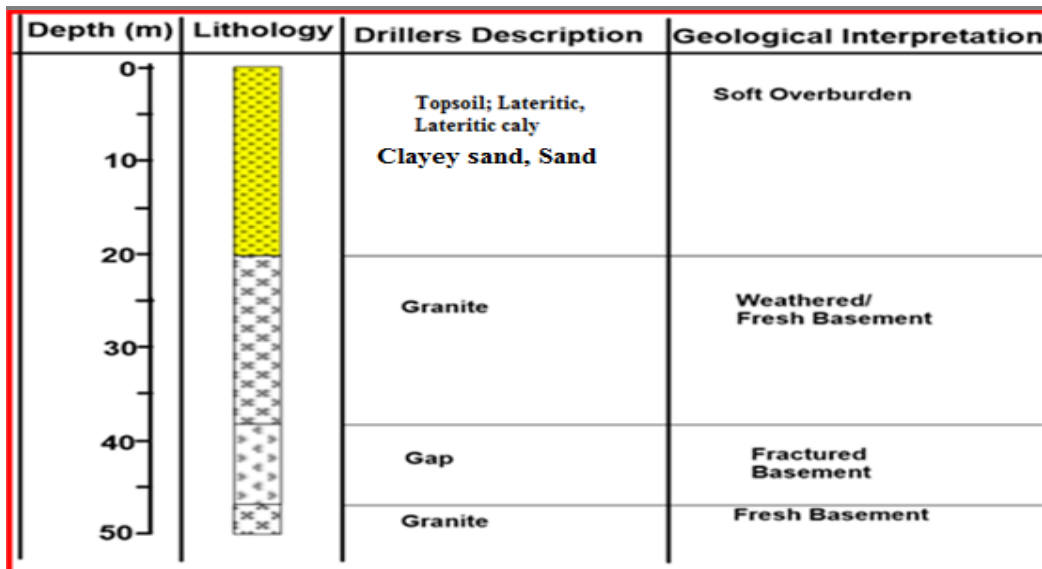 Depth (m) Lithology Drillers Description Geological Interpretation
0
Soft Overburden
Topsoil; Lateritic,
Lateritic caly
Clayey sand, Sand
10
20
Granite
Weathered/
Fresh Basement
30
40
Gap
Fractured
Basement
Granite
Fresh Basement
50